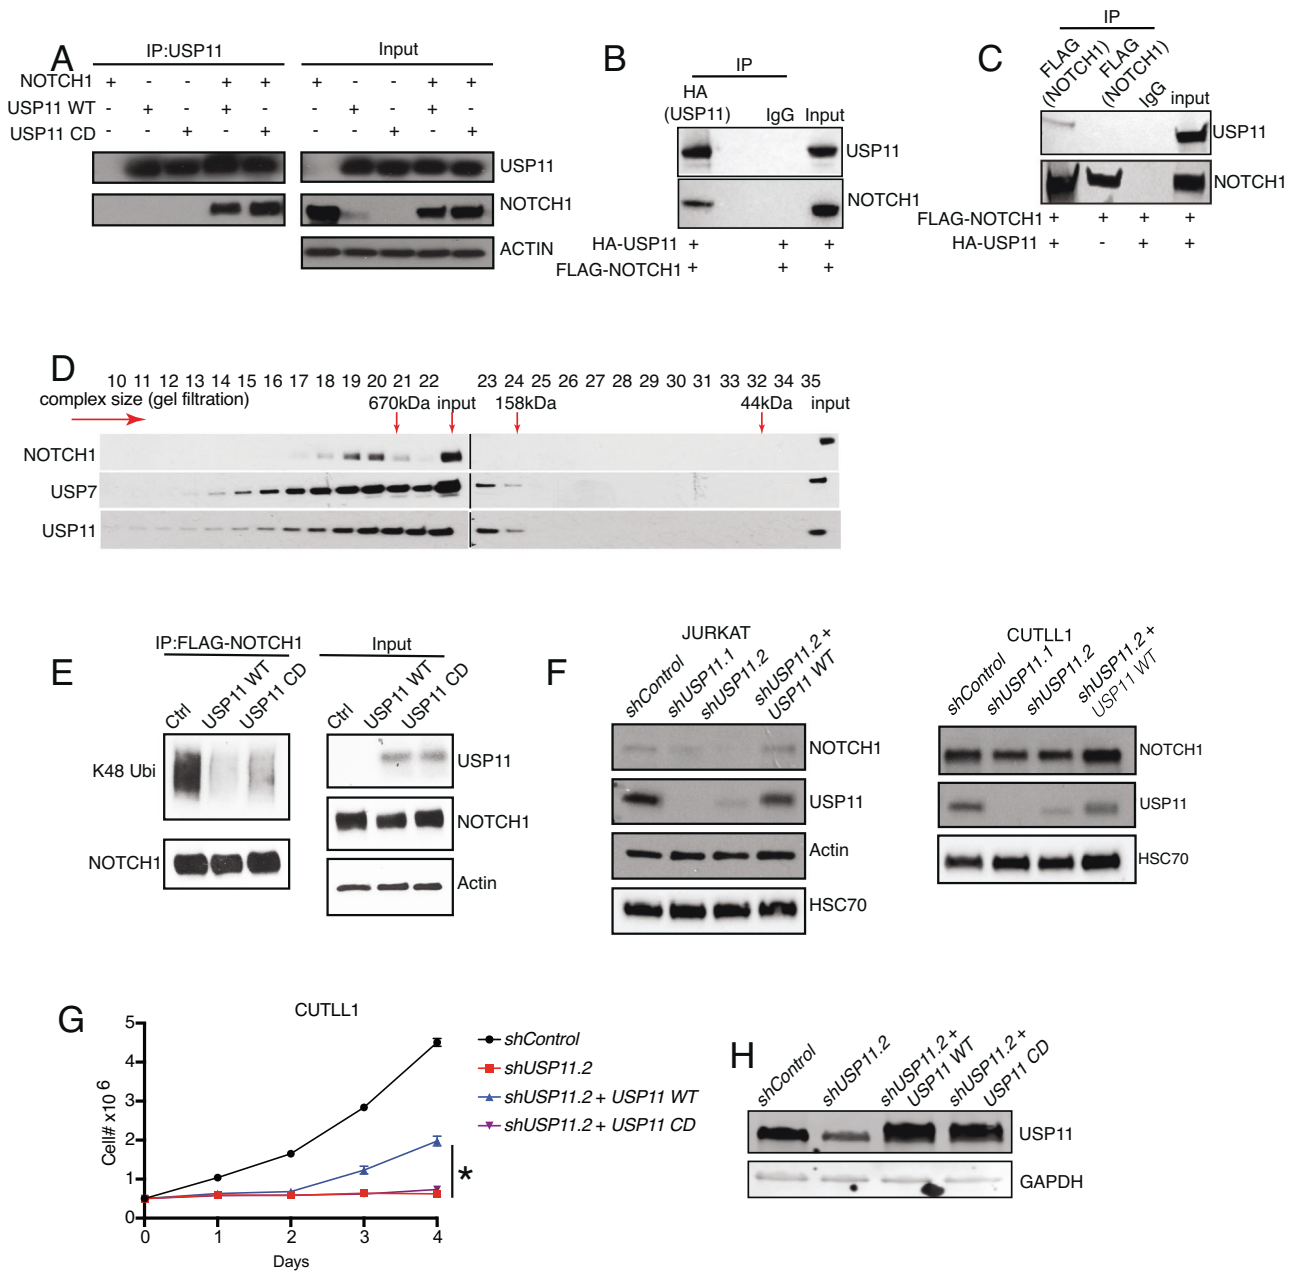 A
IP:USP11
Input
NOTCH1 + - - + + + - - + +
USP11 WT - + - + - - + - + -
USP11 CD - - + - + - - + - +
USP11
NOTCH1
ACTIN
B
IP
HA
(USP11)
IgG
Input
USP11
NOTCH1
HA-USP11 + + +
FLAG-NOTCH1 + + +
C
IP
FLAG
(NOTCH1)
FLAG
(NOTCH1)
IgG
input
USP11
NOTCH1
FLAG-NOTCH1 + + + +
HA-USP11 + - + +
D
10 11 12 13 14 15 16 17 18 19 20 21 22 23 24 25 26 27 28 29 30 31 33 32 34 35
complex size (gel filtration) 670kDa input 158kDa 44kDa input
NOTCH1
USP7
USP11
E
IP:FLAG-NOTCH1
Input
Ctrl
USP11 WT
USP11 CD
Ctrl
USP11 WT
USP11 CD
K48 Ubi
NOTCH1
USP11
NOTCH1
Actin
F
JURKAT
shControl
shUSP11.1
shUSP11.2
shUSP11.2 +
USP11 WT
NOTCH1
USP11
Actin
HSC70
CUTLL1
shControl
shUSP11.1
shUSP11.2
shUSP11.2 +
USP11 WT
NOTCH1
USP11
HSC70
G
CUTLL1
Cell# x10 6
5
4
3
2
1
0
0 1 2 3 4
Days
shControl
shUSP11.2
shUSP11.2 + USP11 WT
shUSP11.2 + USP11 CD
*
H
shControl
shUSP11.2
shUSP11.2 +
USP11 WT
shUSP11.2 +
USP11 CD
USP11
GAPDH